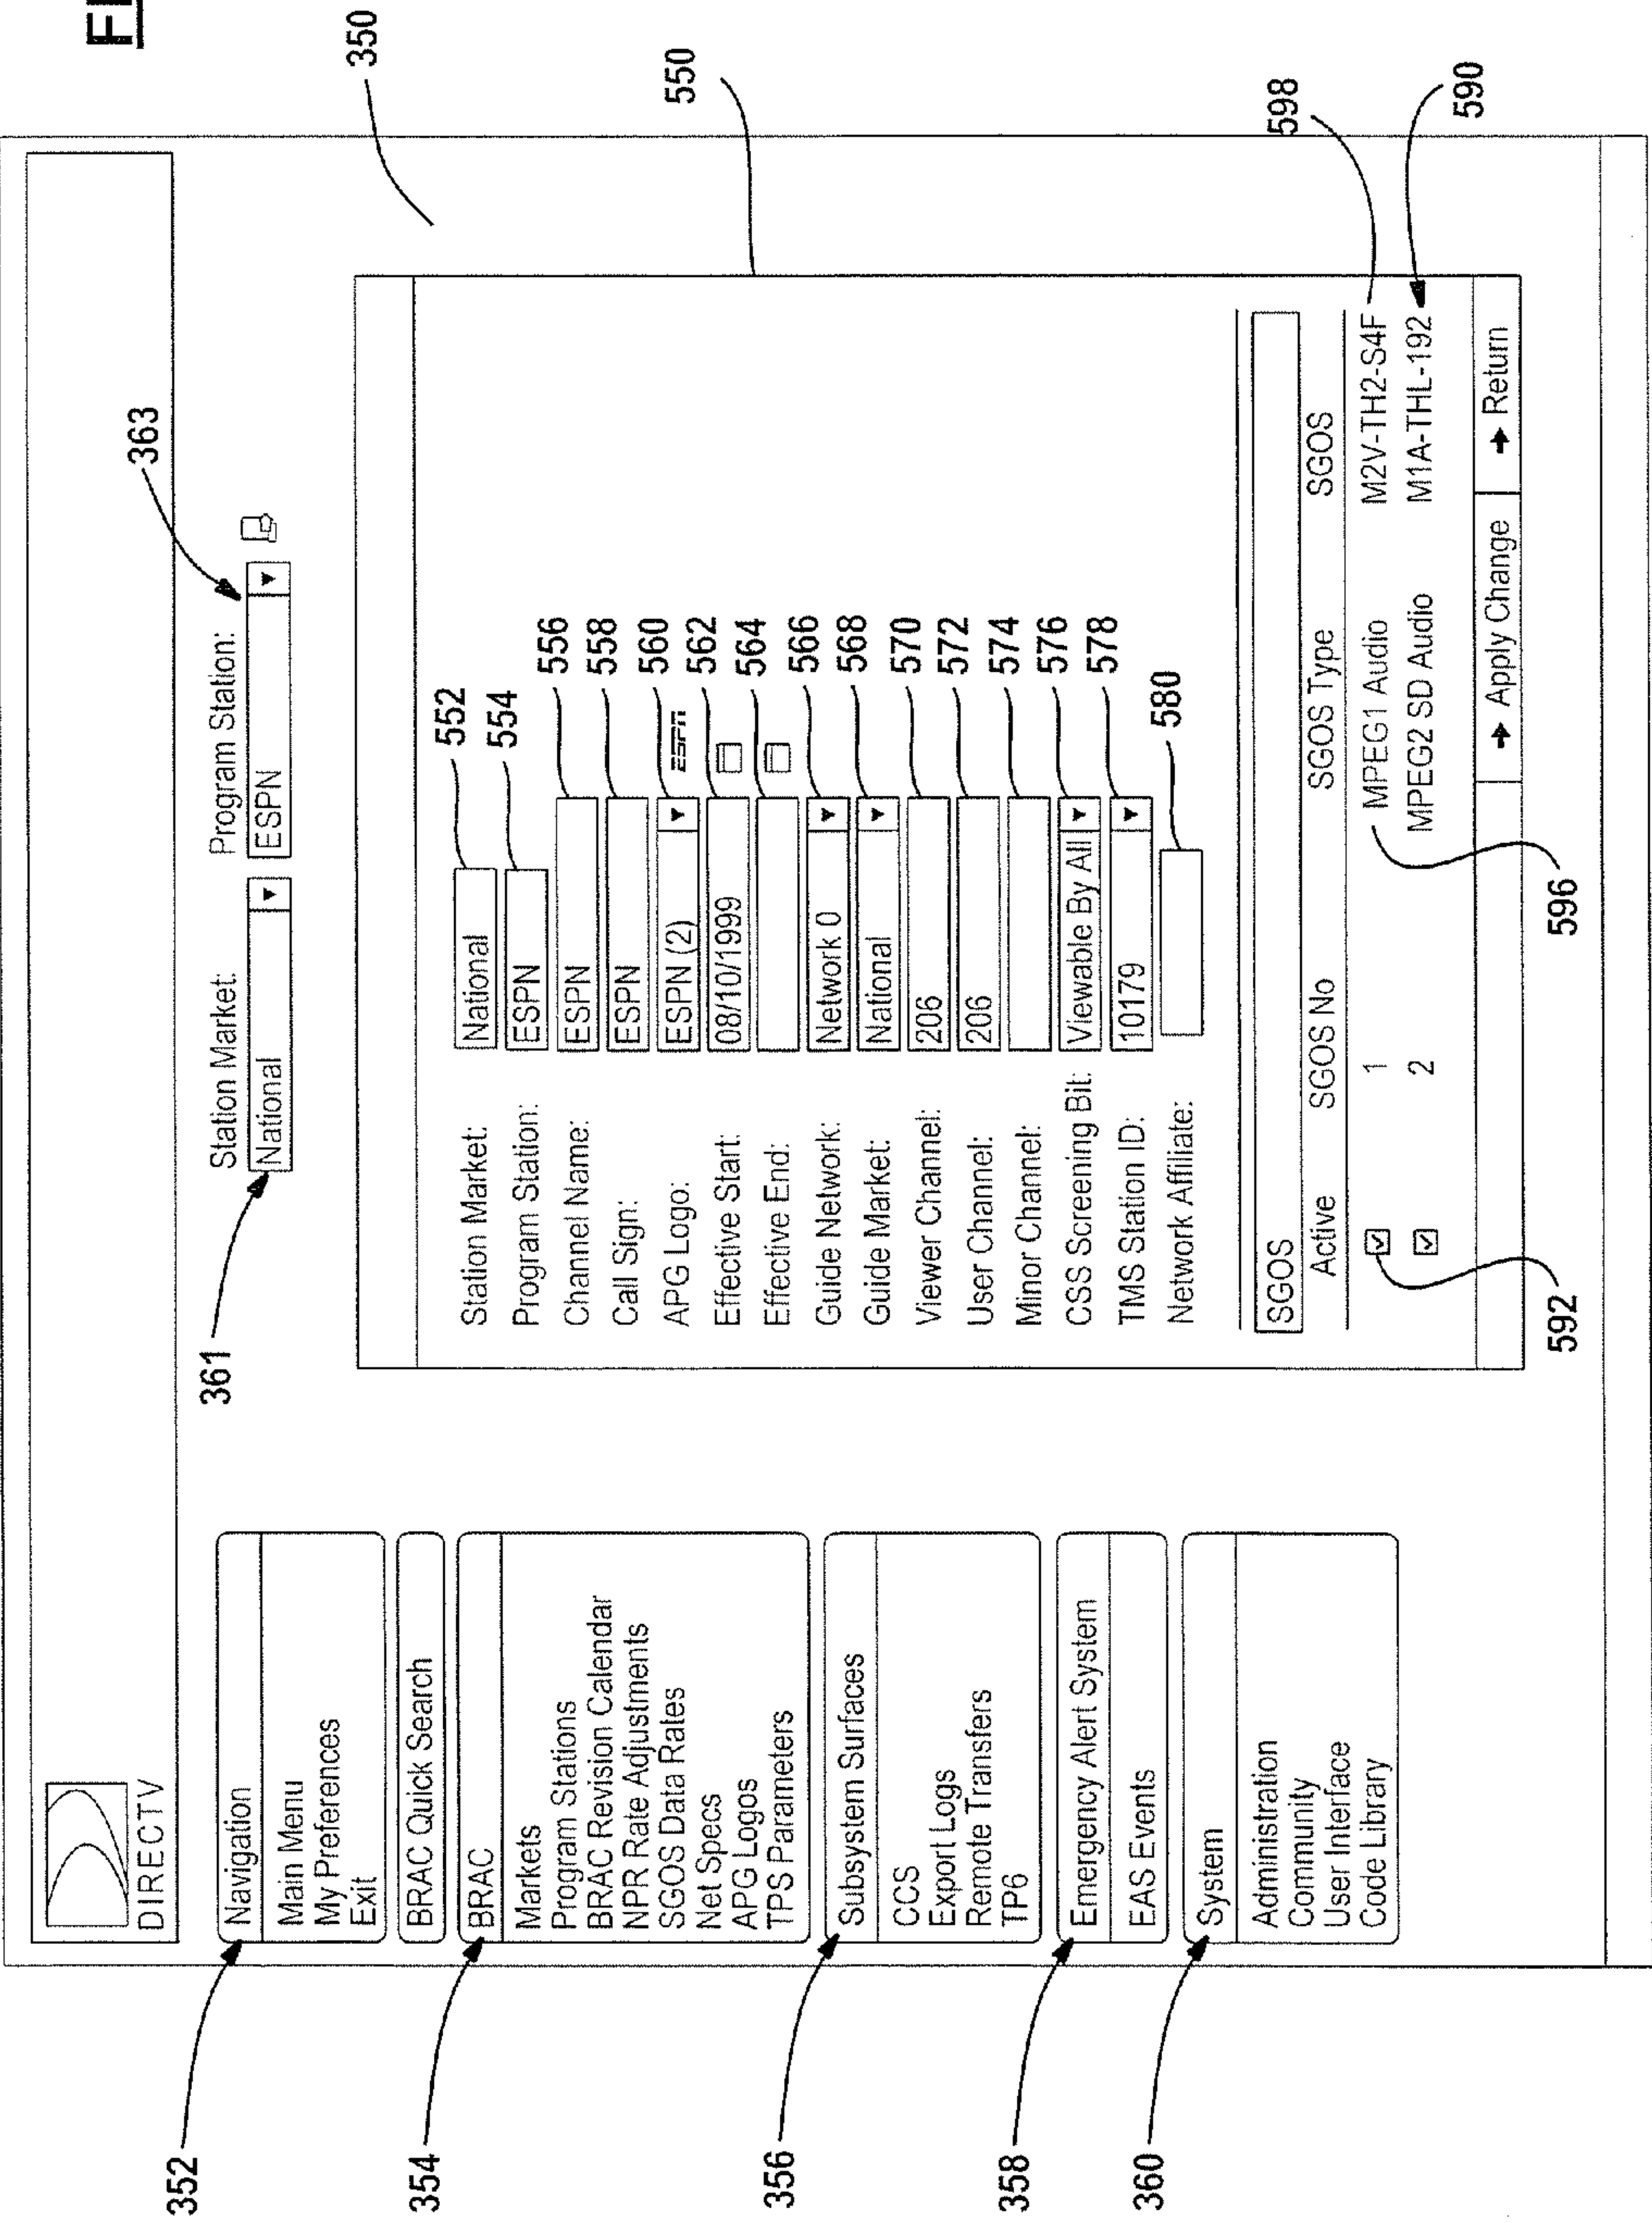 FI
350
DIRECTV
352
Navigation
Main Menu
My Preferences
Exit
BRAC Quick Search
354
BRAC
Markets
Program Stations
BRAC Revision Calendar
NPR Rate Adjustments
SGOS Data Rates
Net Specs
APG Logos
TPS Parameters
356
Subsystem Surfaces
CCS
Export Logs
Remote Transfers
TP6
358
Emergency Alert System
EAS Events
360
System
Administration
Community
User Interface
Code Library
361
Station Market: Program Station:
National ESPN
363
550
Station Market: National 552
Program Station: ESPN 554
Channel Name: ESPN 556
Call Sign: ESPN 558
APG Logo: ESPN (2) ESPN 560
Effective Start: 08/10/1999 562
Effective End: 564
Guide Network: Network 0 566
Guide Market: National 568
Viewer Channel: 206 570
User Channel: 206 572
Minor Channel: 574
CSS Screening Bit: Viewable By All 576
TMS Station ID: 10179 578
Network Affiliate: 580
SGOS
Active SGOS No SGOS Type SGOS
1 MPEG1 Audio M2V-TH2-S4F 598
2 MPEG2 SD Audio M1A-THL-192 590
Apply Change Return
592 596